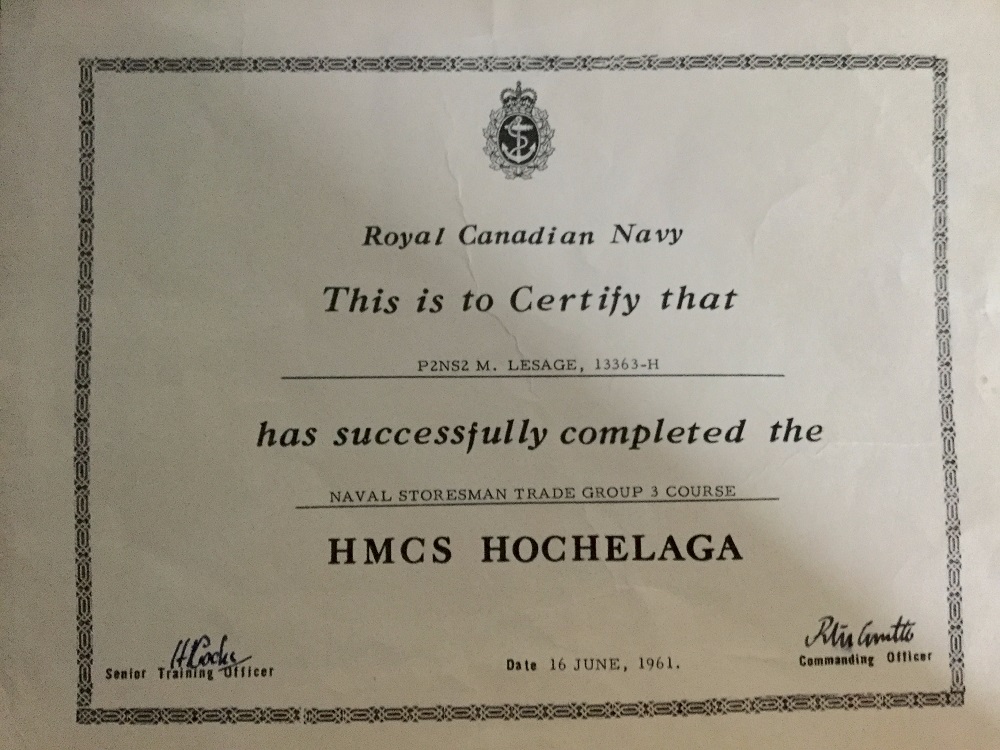 Royal Canadian Navy
This is to Certify that
P2NS2 M. LESAGE, 13363-H
has successfully completed the
NAVAL STORESMAN TRADE GROUP 3 COURSE
HMCS HOCHELAGA
Senior Training Officer
Date 16 JUNE, 1961.
Commanding Officer